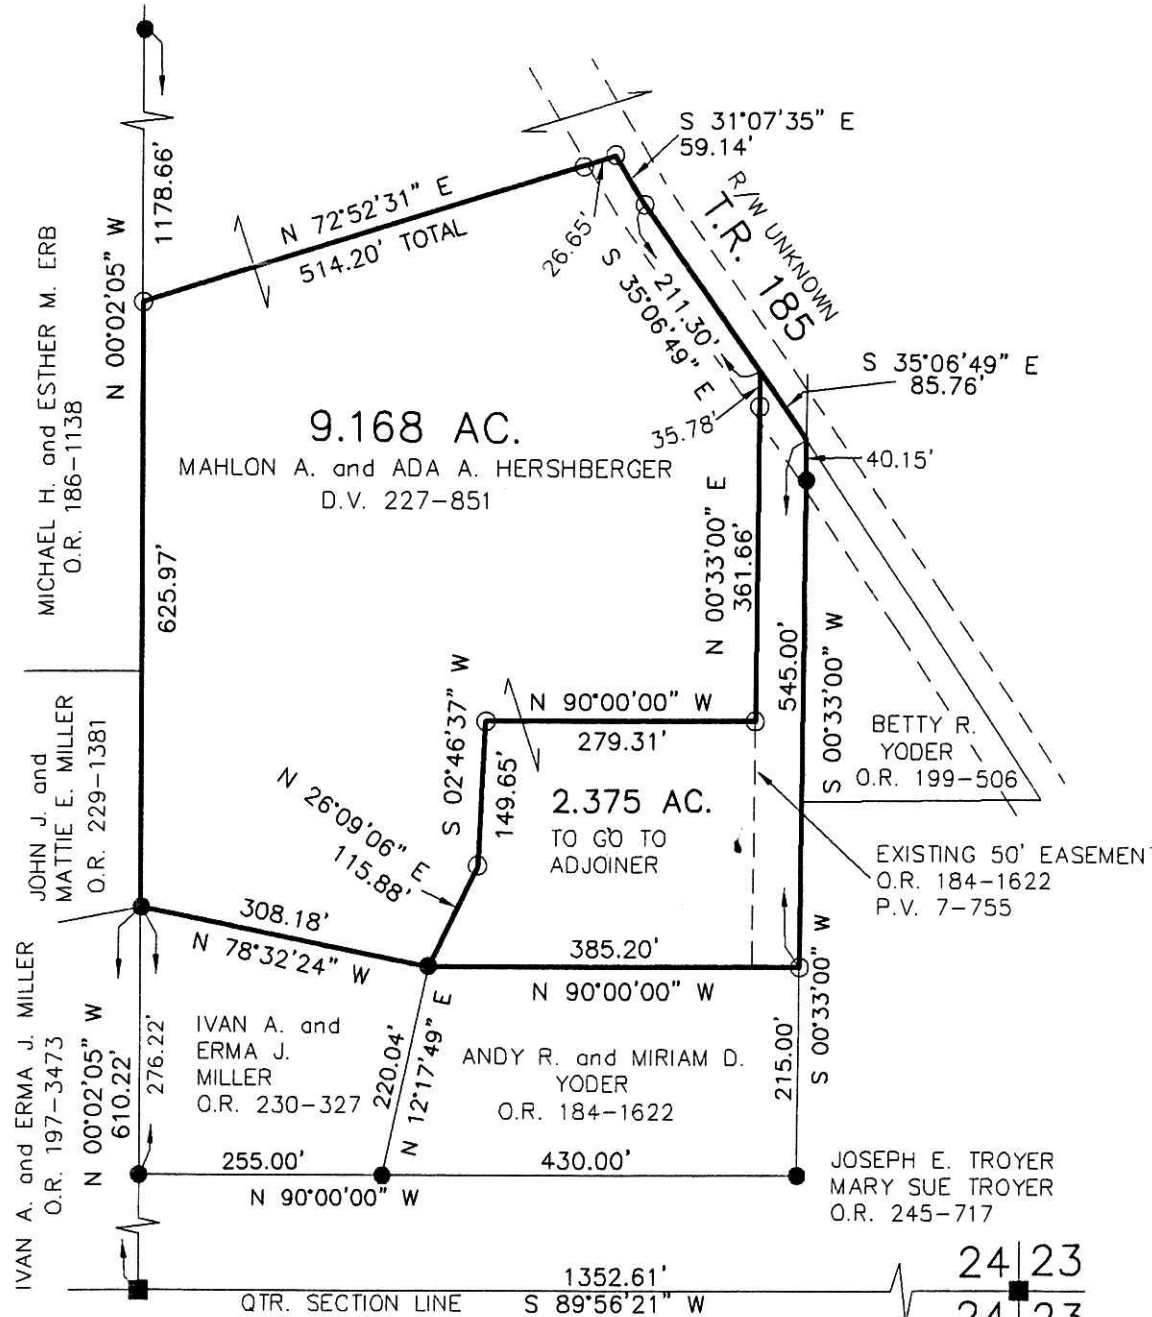 S 31°07'35" E
59.14'
R/W UNKNOWN
T.R. 185
1178.66'
N 00°02'05" W
N 72°52'31" E
514.20' TOTAL
26.65'
S 35°06'49" E
211.30'
S 35°06'49" E
85.76'
35.78'
40.15'
MICHAEL H. and ESTHER M. ERB
O.R. 186-1138
9.168 AC.
MAHLON A. and ADA A. HERSHBERGER
D.V. 227-851
625.97'
N 00°33'00" E
361.66'
545.00'
S 00°33'00" W
JOHN J. and
MATTIE E. MILLER
O.R. 229-1381
S 02°46'37" W
149.65'
N 90°00'00" W
279.31'
BETTY R.
YODER
O.R. 199-506
N 26°09'06" E
115.88'
2.375 AC.
TO GO TO
ADJOINER
EXISTING 50' EASEMENT
O.R. 184-1622
P.V. 7-755
308.18'
N 78°32'24" W
385.20'
N 90°00'00" W
IVAN A. and ERMA J. MILLER
O.R. 197-3473
N 00°02'05" W
610.22'
276.22'
IVAN A. and
ERMA J.
MILLER
O.R. 230-327
220.04'
N 12°17'49" E
ANDY R. and MIRIAM D.
YODER
O.R. 184-1622
215.00'
S 00°33'00" W
255.00'
N 90°00'00" W
430.00'
JOSEPH E. TROYER
MARY SUE TROYER
O.R. 245-717
1352.61'
QTR. SECTION LINE S 89°56'21" W
24 23
24 23